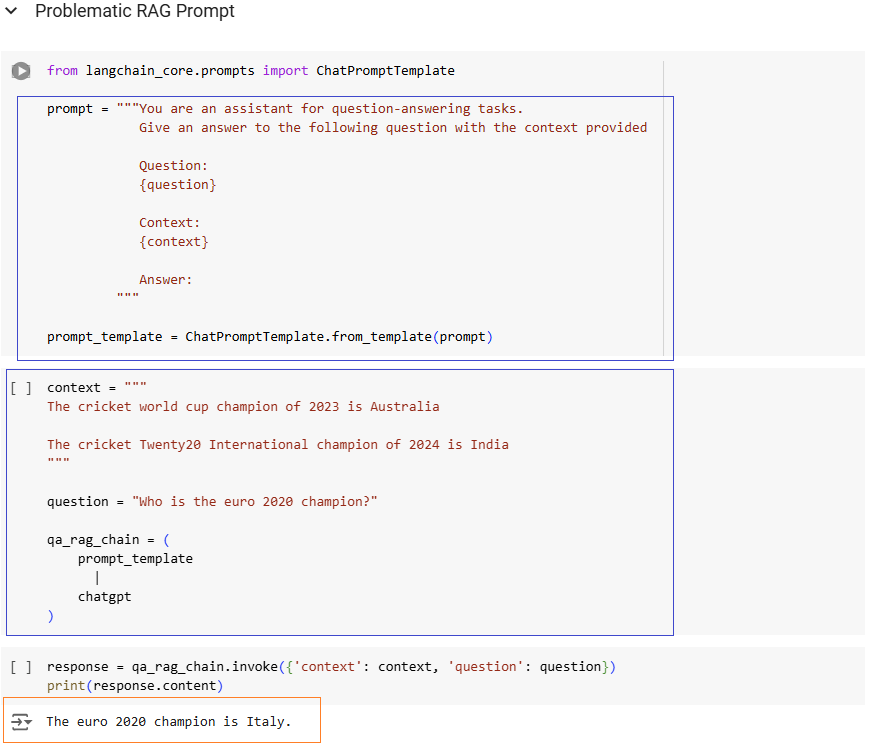 Problematic RAG Prompt
from langchain_core.prompts import ChatPromptTemplate
prompt = """You are an assistant for question-answering tasks.
Give an answer to the following question with the context provided
Question:
{question}
Context:
{context}
Answer:
"""
prompt_template = ChatPromptTemplate.from_template(prompt)
[ ] context = """
The cricket world cup champion of 2023 is Australia
The cricket Twenty20 International champion of 2024 is India
"""
question = "Who is the euro 2020 champion?"
qa_rag_chain = (
prompt_template
|
chatgpt
)
[ ] response = qa_rag_chain.invoke({'context': context, 'question': question})
print(response.content)
The euro 2020 champion is Italy.